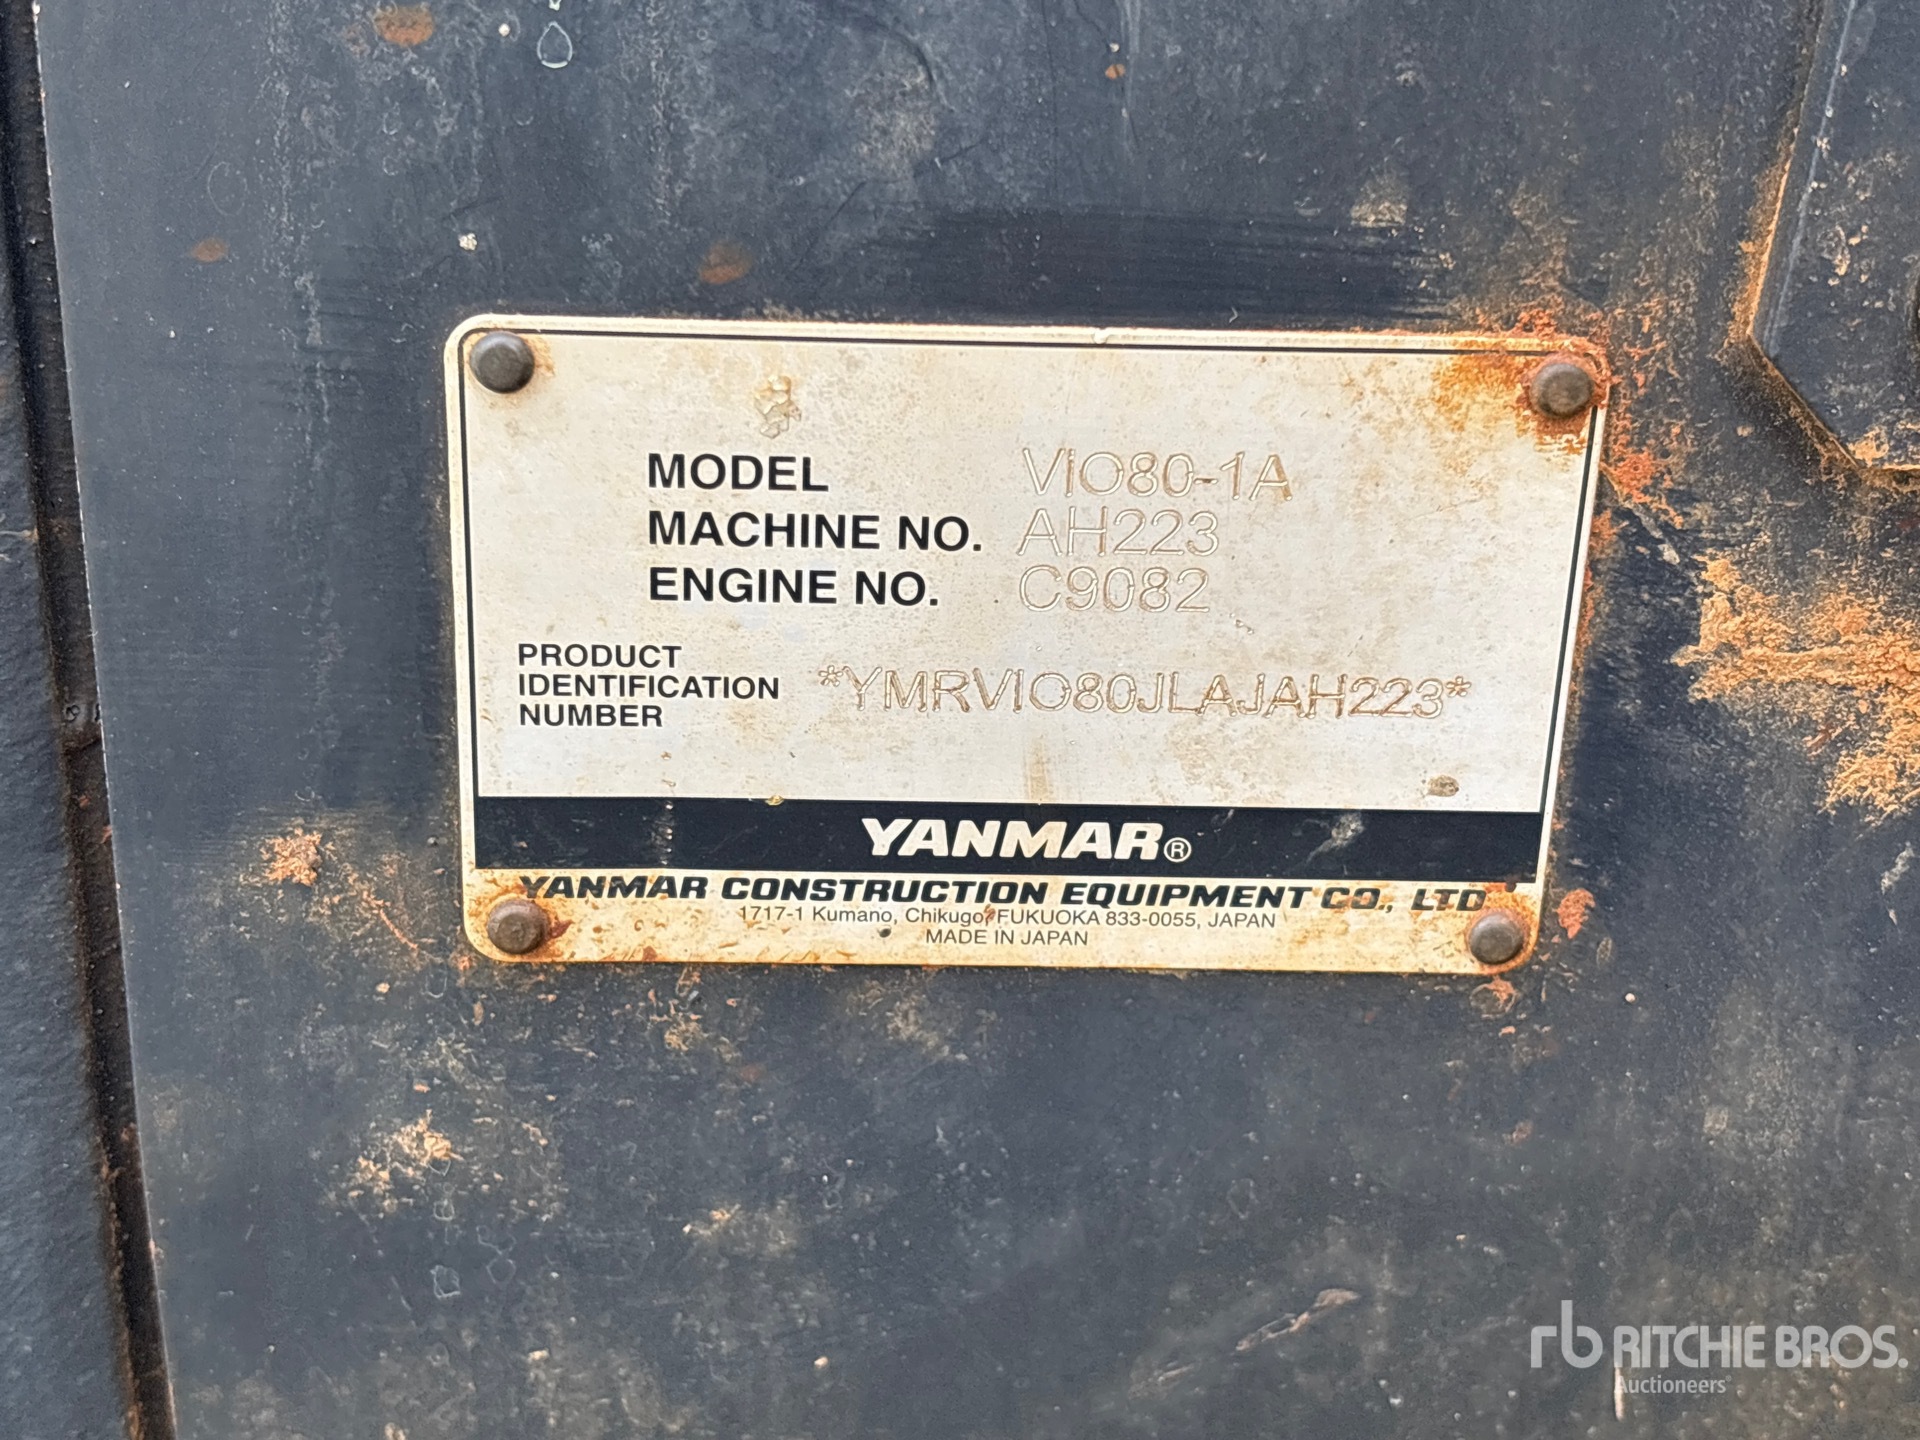 MODEL VIO80-1A
MACHINE NO. AH223
ENGINE NO. C9082
PRODUCT
IDENTIFICATION
NUMBER
*YMRVIO80JLAJAH223*
YANMAR®
YANMAR CONSTRUCTION EQUIPMENT CO., LTD
1717-1 Kumano, Chikugo, FUKUOKA 833-0055, JAPAN
MADE IN JAPAN
rb RITCHIE BROS.
Auctioneers